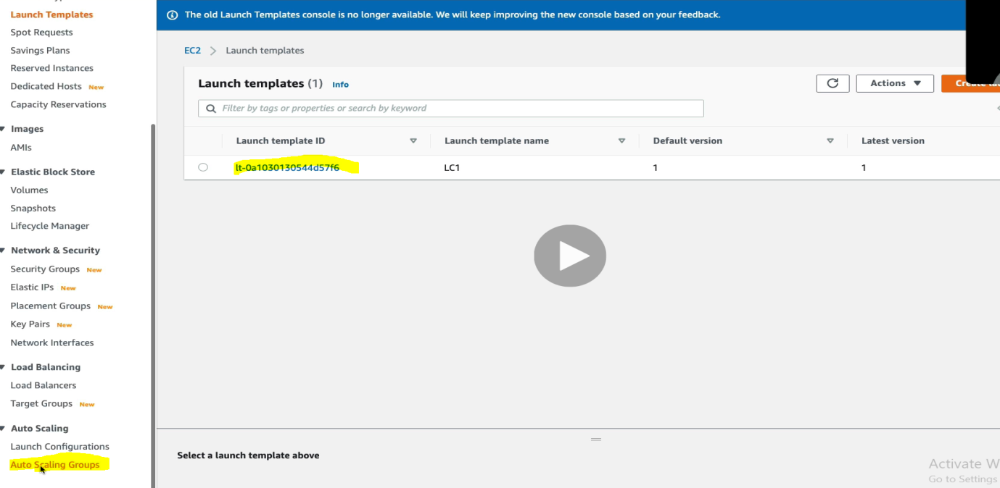 Launch Templates
Spot Requests
Savings Plans
Reserved Instances
Dedicated Hosts New
Capacity Reservations
Images
AMIs
Elastic Block Store
Volumes
Snapshots
Lifecycle Manager
Network & Security
Security Groups New
Elastic IPs New
Placement Groups New
Key Pairs New
Network Interfaces
Load Balancing
Load Balancers
Target Groups New
Auto Scaling
Launch Configurations
Auto Scaling Groups
The old Launch Templates console is no longer available. We will keep improving the new console based on your feedback.
EC2 > Launch templates
Launch templates (1) Info
Actions
Filter by tags or properties or search by keyword
Launch template ID Launch template name Default version Latest version
lt-0a1030130544d57f6 LC1 1 1
Select a launch template above
Activate W
Go to Settings